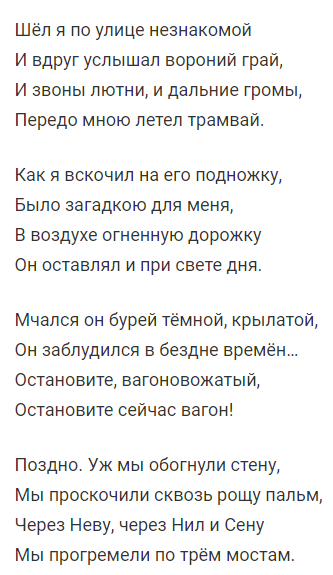 Шёл я по улице незнакомой
И вдруг услышал вороний грай,
И звоны лютни, и дальние громы,
Передо мною летел трамвай.

Как я вскочил на его подножку,
Было загадкою для меня,
В воздухе огненную дорожку
Он оставлял и при свете дня.

Мчался он бурей тёмной, крылатой,
Он заблудился в бездне времён…
Остановите, вагоновожатый,
Остановите сейчас вагон!

Поздно. Уж мы обогнули стену,
Мы проскочили сквозь рощу пальм,
Через Неву, через Нил и Сену
Мы прогремели по трём мостам.